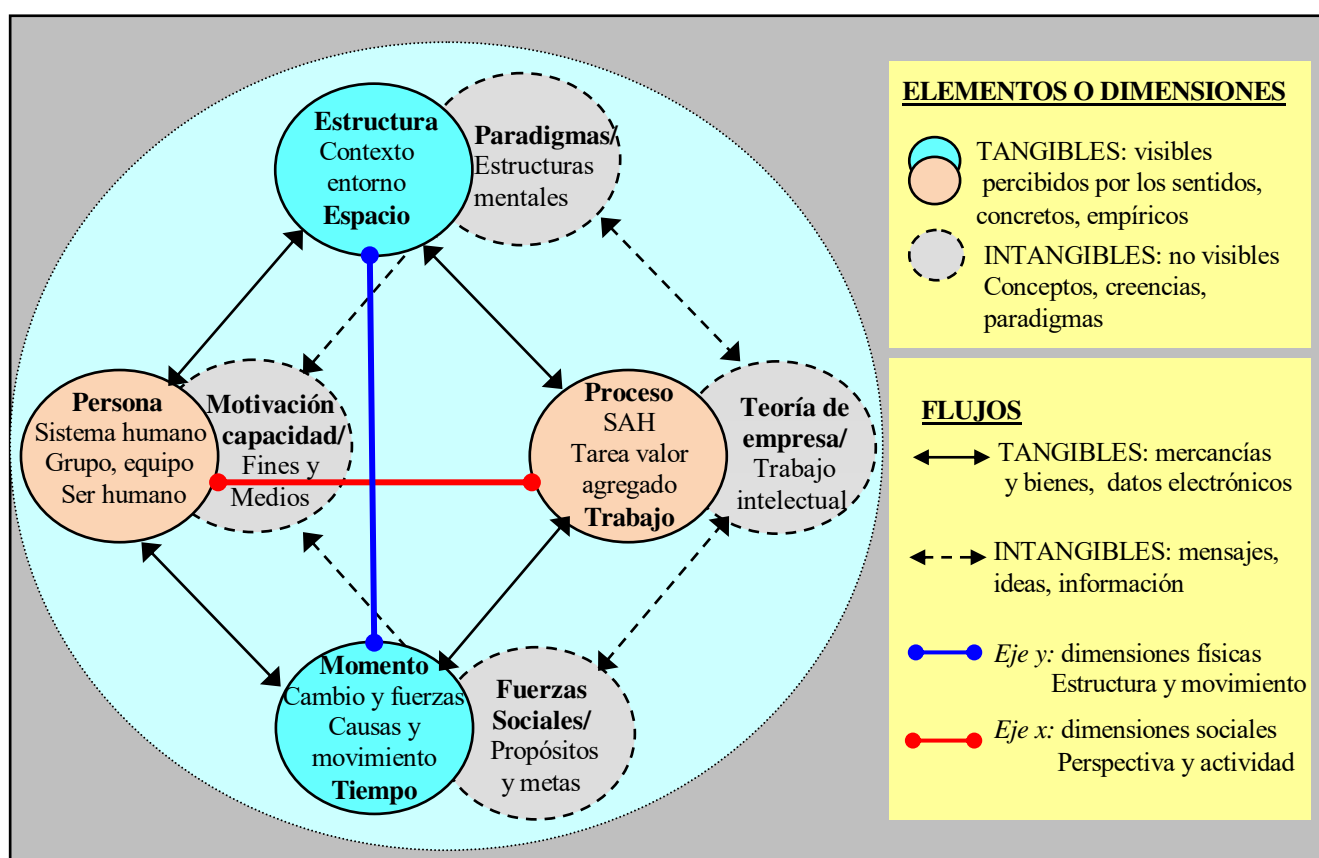 Estructura
Contexto
entorno
Espacio
Paradigmas/
Estructuras
mentales
Persona
Sistema humano
Grupo, equipo
Ser humano
Motivación
capacidad/
Fines y
Medios
Proceso
SAH
Tarea valor
agregado
Trabajo
Teoría de
empresa/
Trabajo
intelectual
Momento
Cambio y fuerzas
Causas y
movimiento
Tiempo
Fuerzas
Sociales/
Propósitos
y metas
ELEMENTOS O DIMENSIONES
TANGIBLES: visibles
percibidos por los sentidos,
concretos, empíricos
INTANGIBLES: no visibles
Conceptos, creencias,
paradigmas
FLUJOS
TANGIBLES: mercancías
y bienes, datos electrónicos
INTANGIBLES: mensajes,
ideas, información
Eje y: dimensiones físicas
Estructura y movimiento
Eje x: dimensiones sociales
Perspectiva y actividad